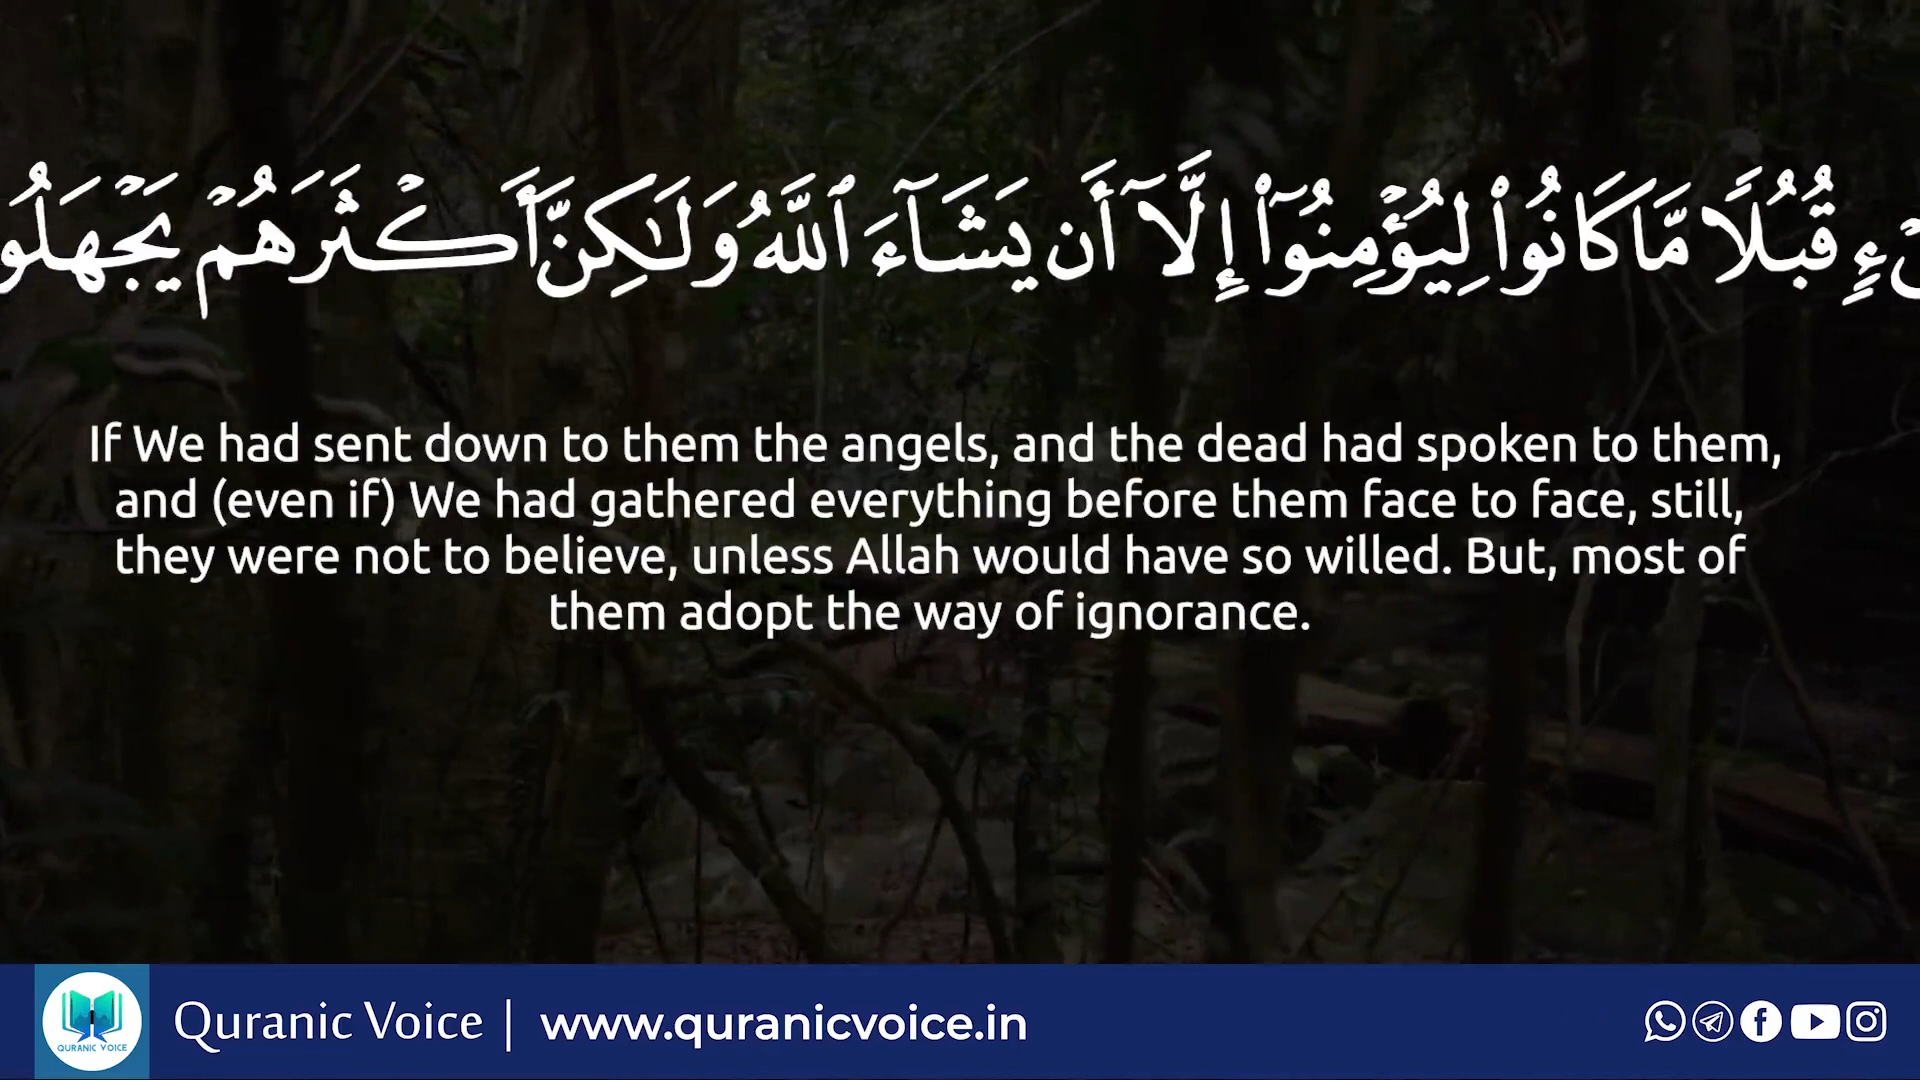 قُبُلًا مَّا كَانُوا۟ لِيُؤْمِنُوٓا۟ إِلَّآ أَن يَشَآءَ ٱللَّهُ وَلَـٰكِنَّ أَكْثَرَهُمْ
If We had sent down to them the angels, and the dead had spoken to them,
and (even if) We had gathered everything before them face to face, still,
they were not to believe, unless Allah would have so willed. But, most of
them adopt the way of ignorance.
QURANIC VOICE
Quranic Voice | www.quranicvoice.in